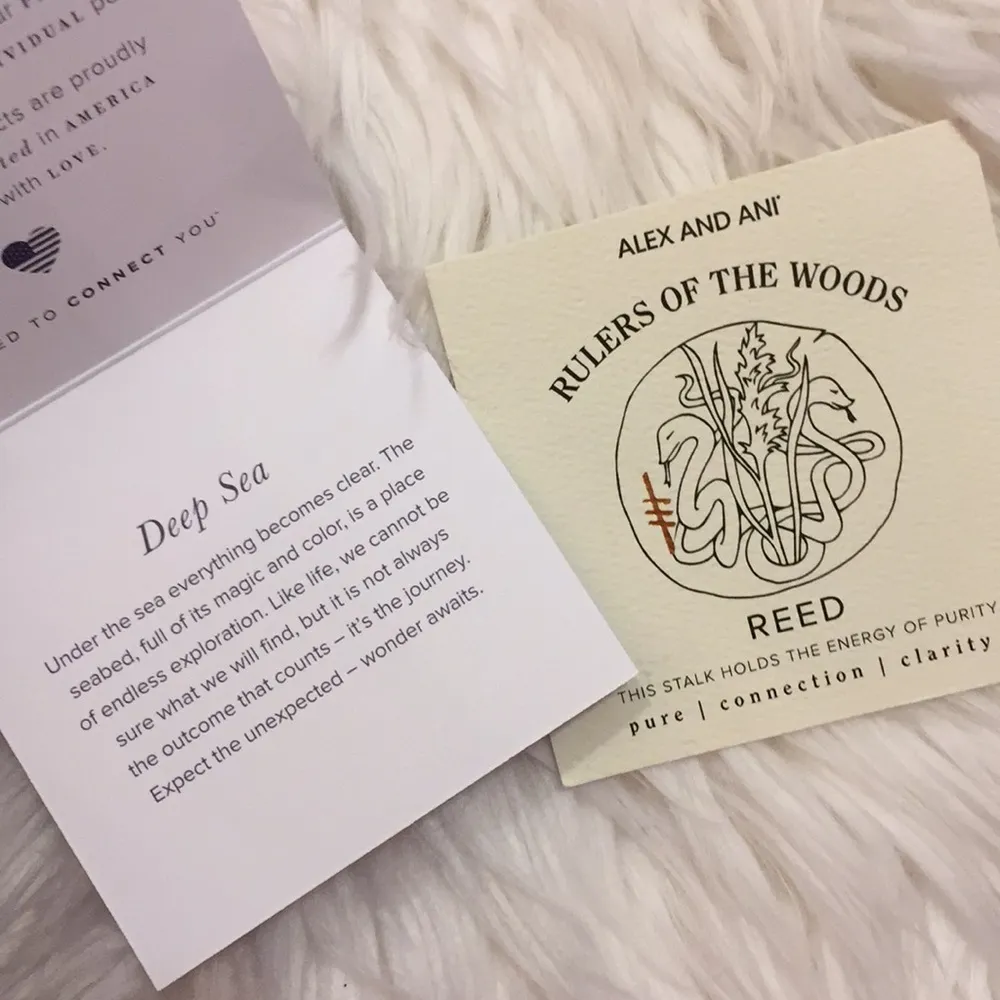 VIDUAL
cts are proudly
ted in AMERICA
with LOVE.
ED TO CONNECT YOU
Deep Sea
Under the sea everything becomes clear. The
seabed, full of its magic and color, is a place
of endless exploration. Like life, we cannot be
sure what we will find, but it is not always
the outcome that counts – it's the journey.
Expect the unexpected – wonder awaits.
ALEX AND ANI
RULERS OF THE WOODS
REED
THIS STALK HOLDS THE ENERGY OF PURITY
pure | connection | clarity